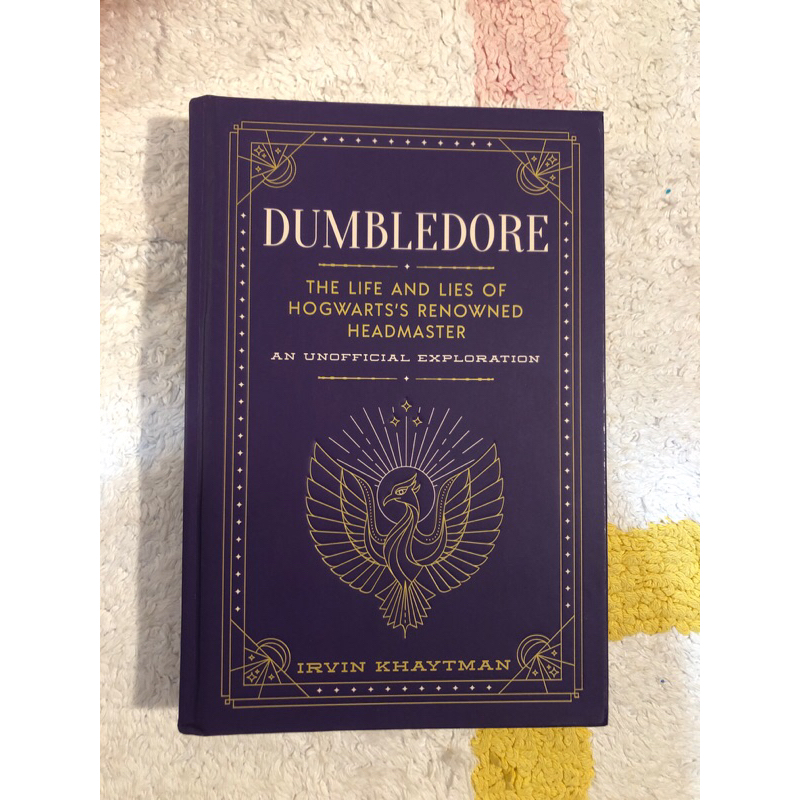 DUMBLEDORE
THE LIFE AND LIES OF
HOGWARTS'S RENOWNED
HEADMASTER
AN UNOFFICIAL EXPLORATION
IRVIN KHAYTMAN